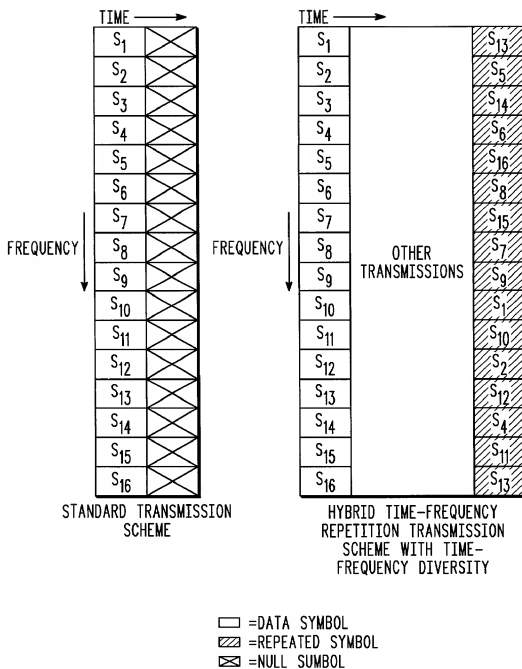 TIME
S1
S2
S3
S4
S5
S6
S7
S8
S9
S10
S11
S12
S13
S14
S15
S16
FREQUENCY
STANDARD TRANSMISSION
SCHEME
TIME
S1
S2
S3
S4
S5
S6
S7
S8
S9
S10
S11
S12
S13
S14
S15
S16
FREQUENCY
OTHER
TRANSMISSIONS
S13
S5
S14
S6
S16
S8
S15
S7
S9
S1
S10
S2
S12
S4
S11
S13
HYBRID TIME-FREQUENCY
REPETITION TRANSMISSION
SCHEME WITH TIME-
FREQUENCY DIVERSITY
=DATA SYMBOL
=REPEATED SYMBOL
=NULL SUMBOL